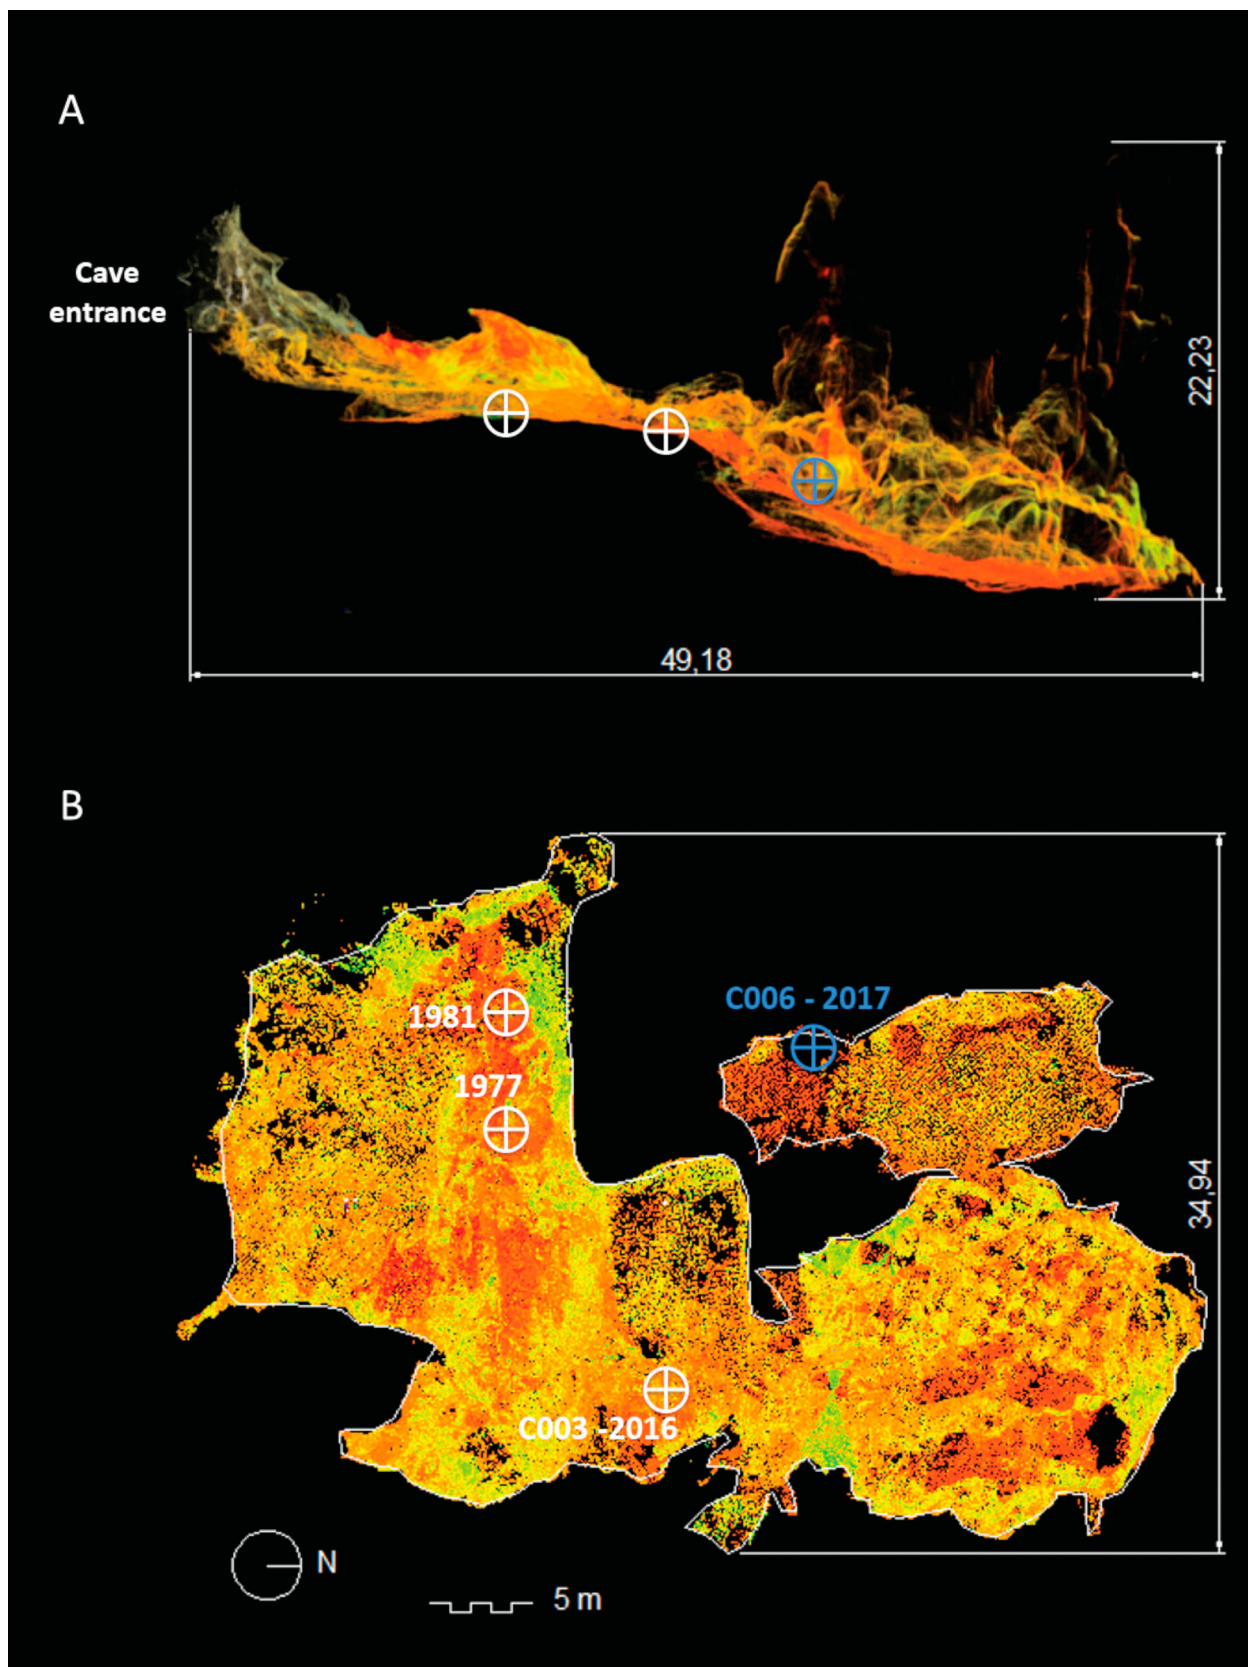 A
Cave
entrance
22,23
49,18
B
C006 - 2017
1981
1977
34,94
C003 -2016
N
5 m